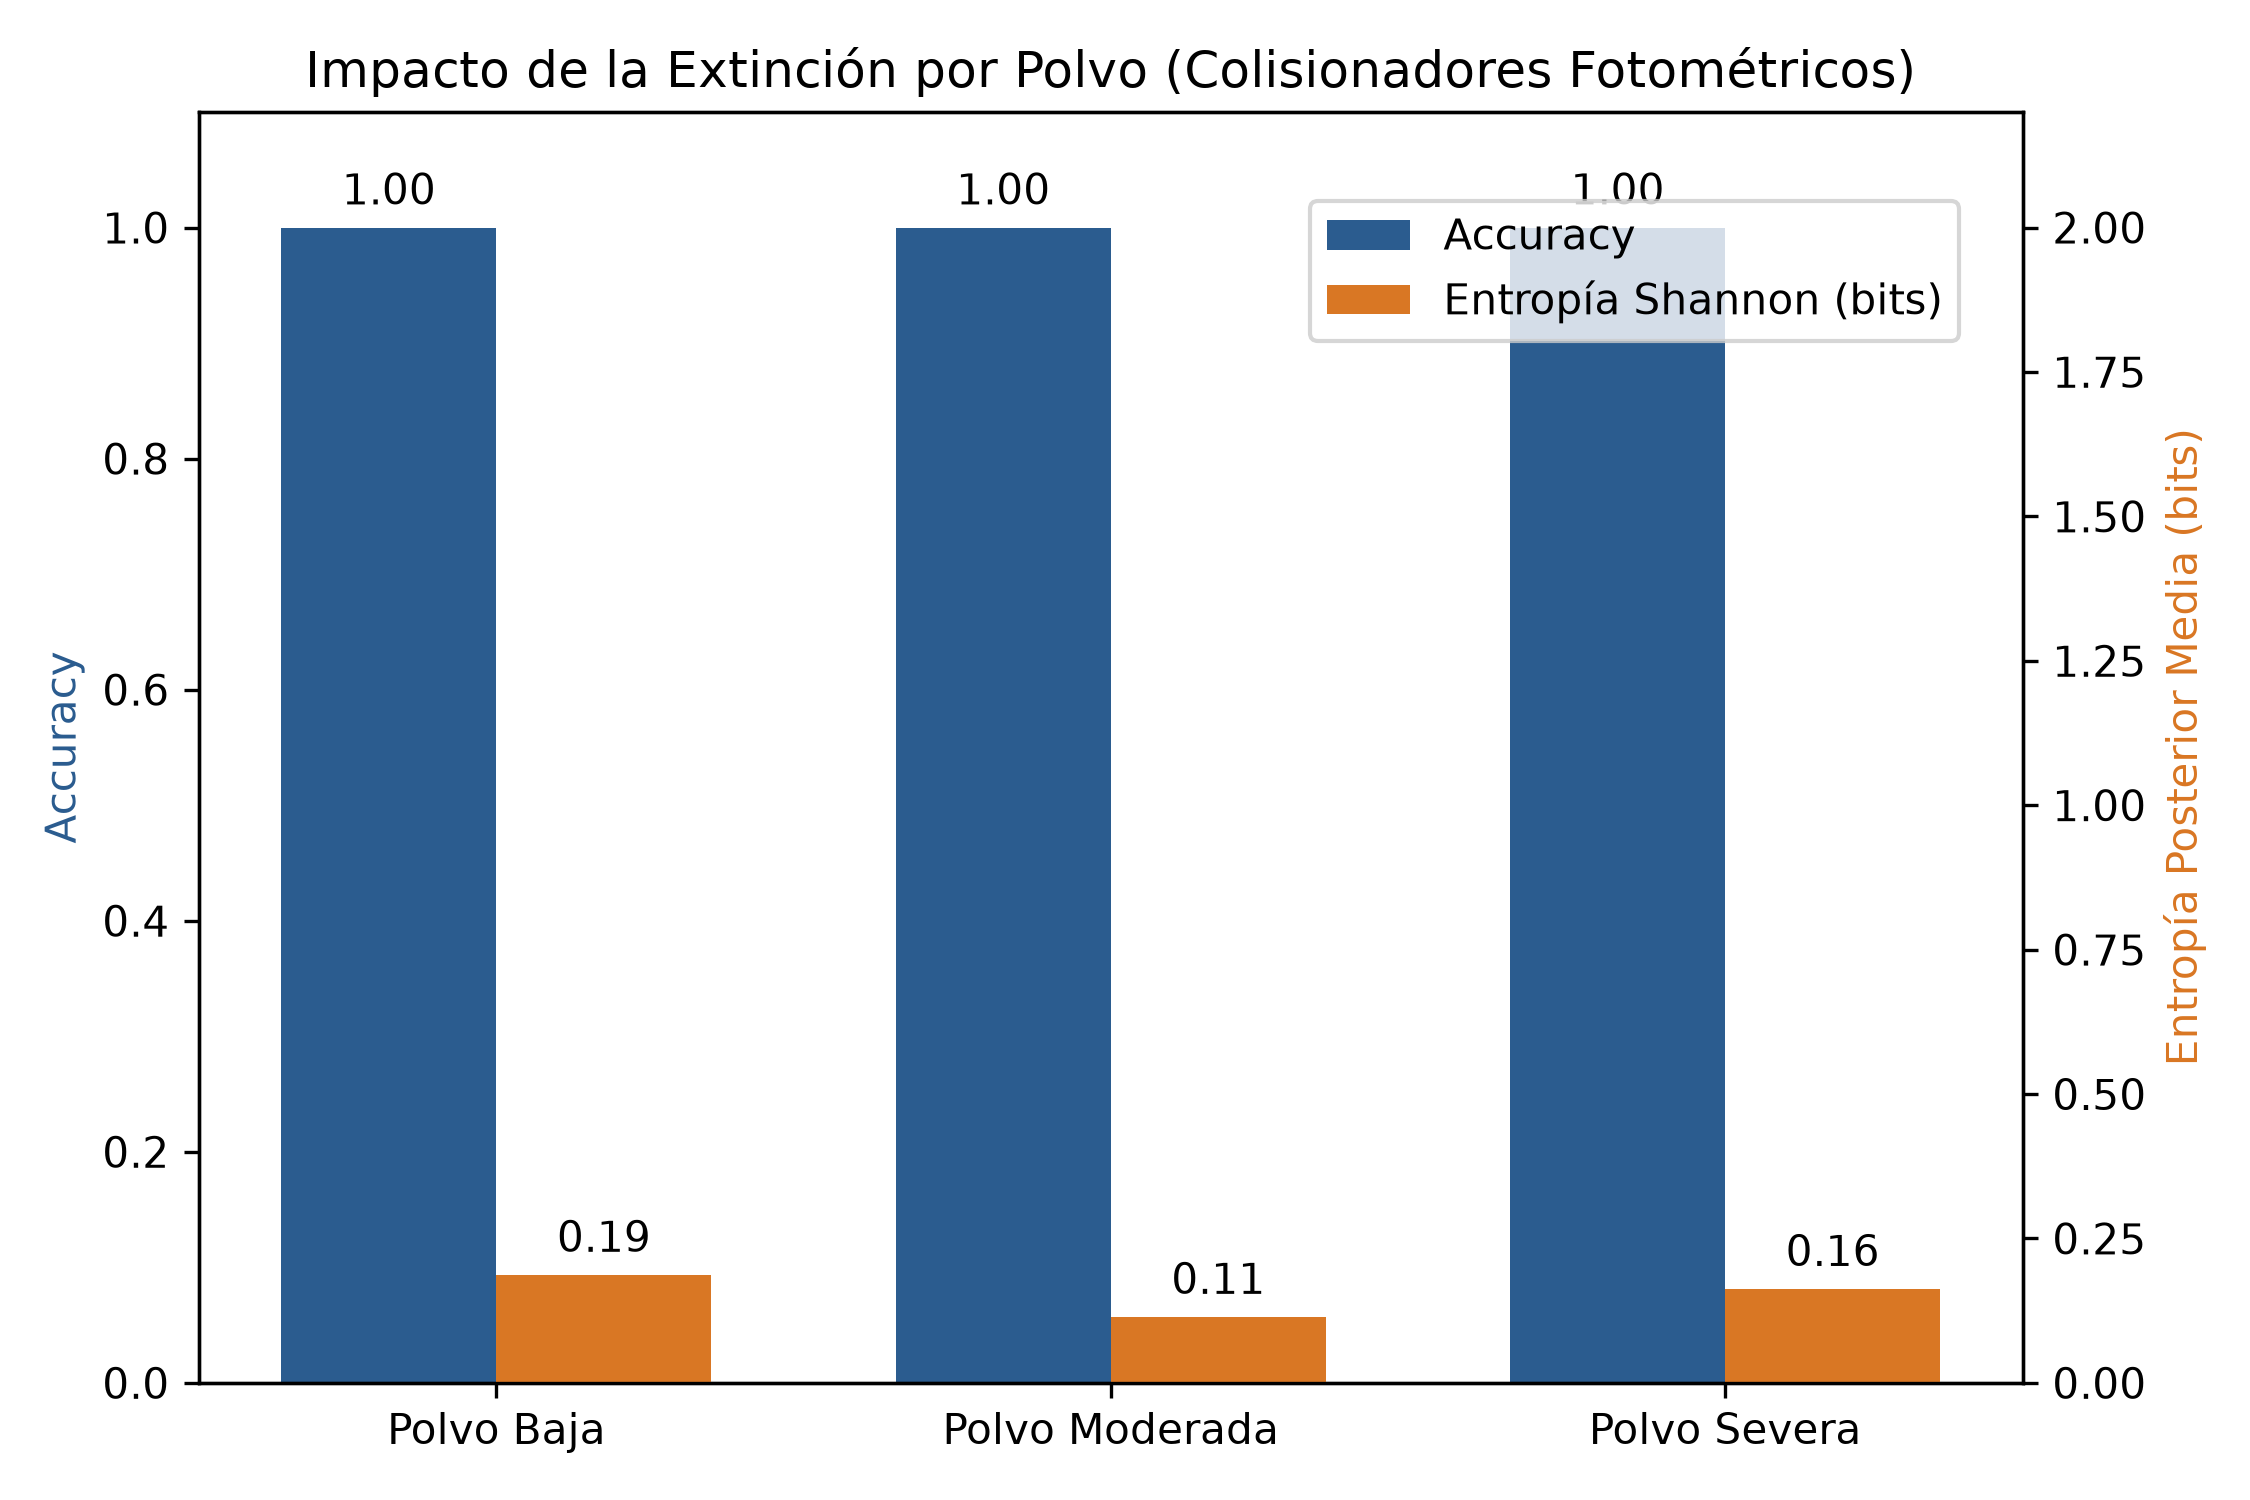 Impacto de la Extinción por Polvo (Colisionadores Fotométricos)
1.00
1.00
1.00
Accuracy
Entropía Shannon (bits)
1.0
0.8
0.6
0.4
0.2
0.0
Accuracy
2.00
1.75
1.50
1.25
1.00
0.75
0.50
0.25
0.00
Entropía Posterior Media (bits)
0.19
0.11
0.16
Polvo Baja
Polvo Moderada
Polvo Severa